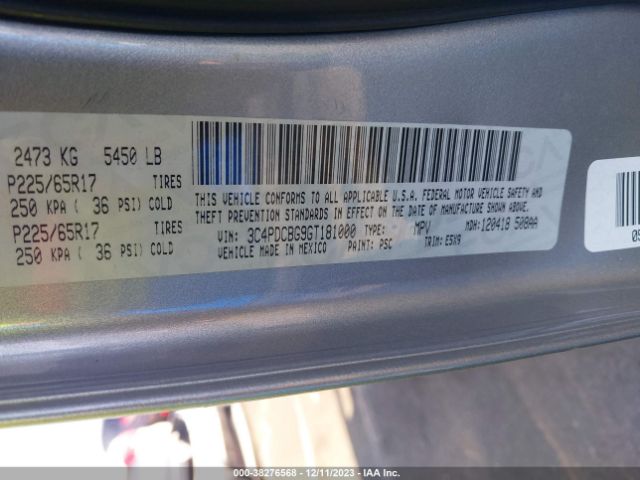 2473 KG 5450 LB
P225/65R17 TIRES
250 KPA ( 36 PSI) COLD
P225/65R17 TIRES
250 KPA ( 36 PSI) COLD
THIS VEHICLE CONFORMS TO ALL APPLICABLE U.S.A. FEDERAL MOTOR VEHICLE SAFETY AND
THEFT PREVENTION STANDARDS IN EFFECT ON THE DATE OF MANUFACTURE SHOWN ABOVE.
VIN: 3C4PDCBG9GT181000 TYPE: MPV MDH: 120418 508AA
VEHICLE MADE IN MEXICO PAINT: PSC TRIM: E5X9
000-38276568 - 12/11/2023 - IAA Inc.